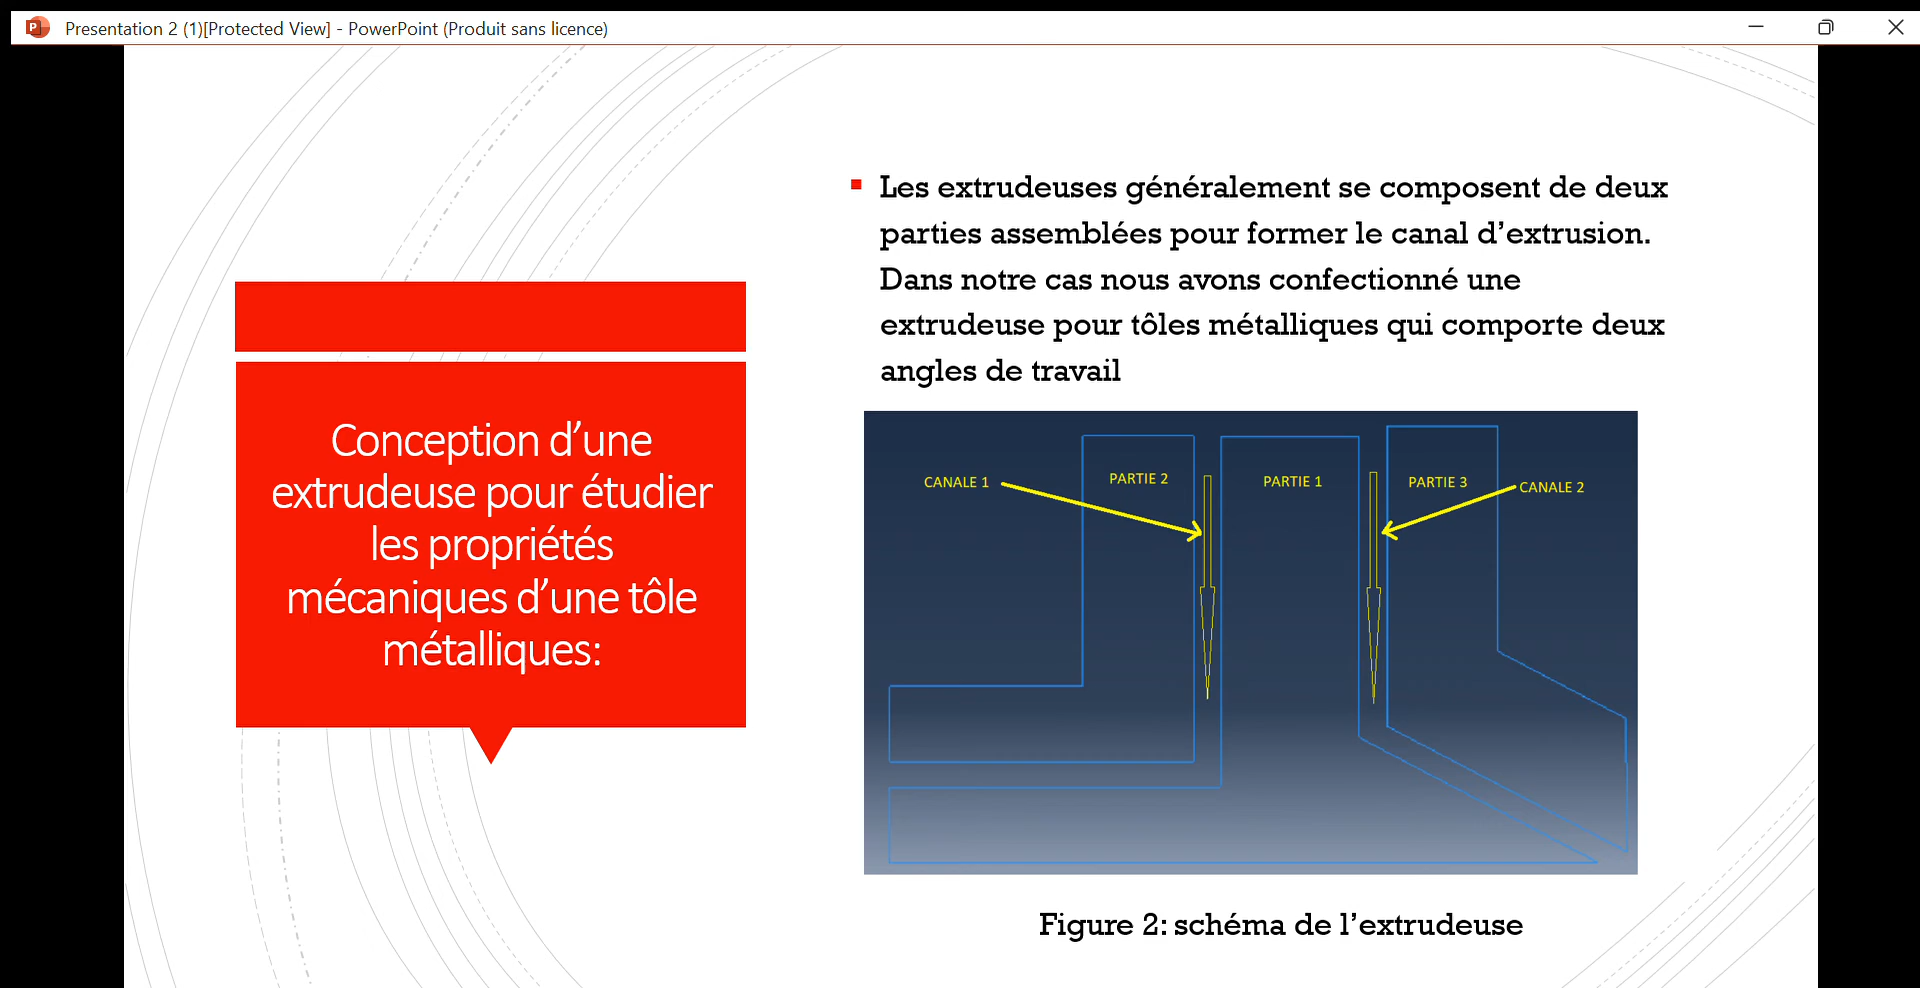 Presentation 2 (1)[Protected View] - PowerPoint (Produit sans licence)
Conception d'une
extrudeuse pour étudier
les propriétés
mécaniques d'une tôle
métalliques:
Les extrudeuses généralement se composent de deux
parties assemblées pour former le canal d'extrusion.
Dans notre cas nous avons confectionné une
extrudeuse pour tôles métalliques qui comporte deux
angles de travail
CANALE 1
PARTIE 2
PARTIE 1
PARTIE 3
CANALE 2
Figure 2: schéma de l'extrudeuse